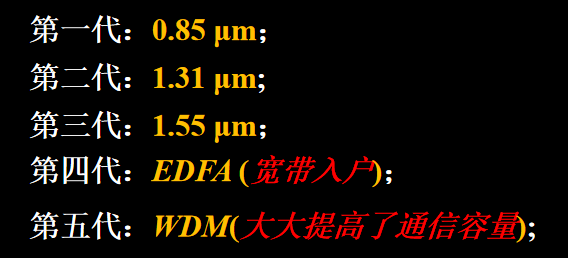 第一代：0.85 μm；
第二代：1.31 μm;
第三代：1.55 μm；
第四代：EDFA (宽带入户)；
第五代：WDM(大大提高了通信容量);